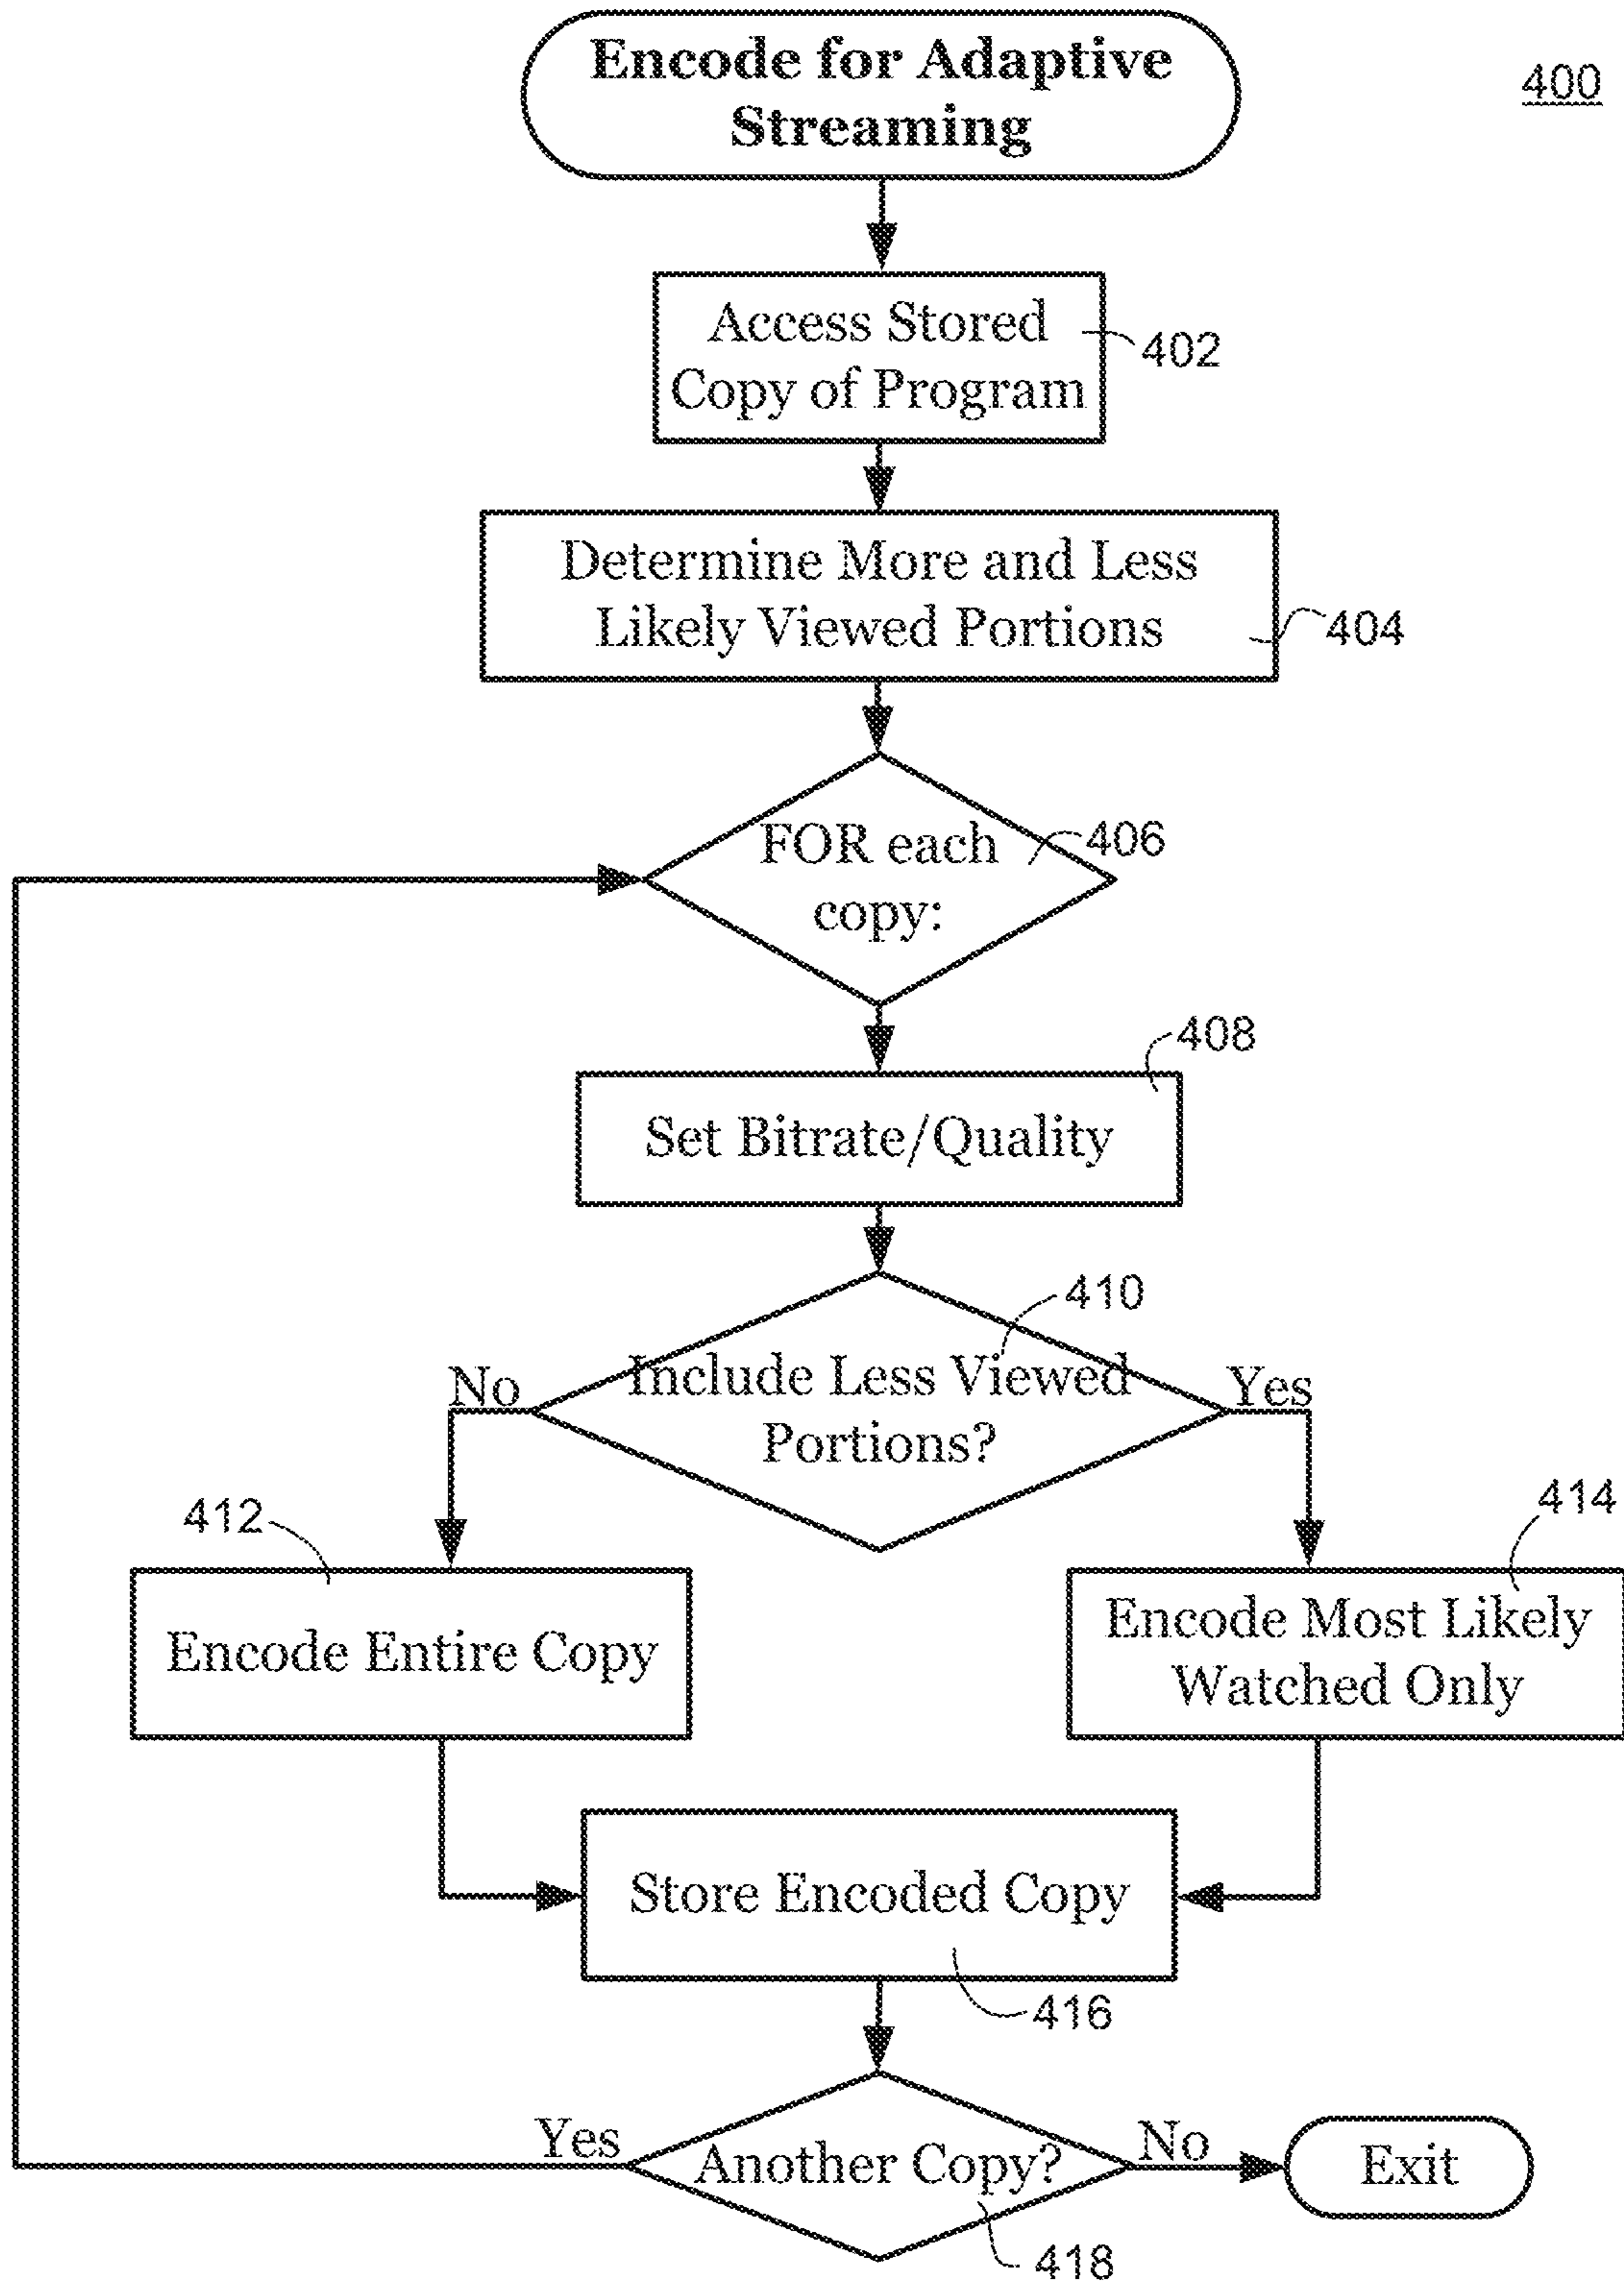 Encode for Adaptive
Streaming
400
Access Stored
Copy of Program
402
Determine More and Less
Likely Viewed Portions
404
FOR each
copy:
406
408
Set Bitrate/Quality
410
No
Include Less Viewed
Portions?
Yes
412
414
Encode Entire Copy
Encode Most Likely
Watched Only
Store Encoded Copy
416
Yes
Another Copy?
No
Exit
418